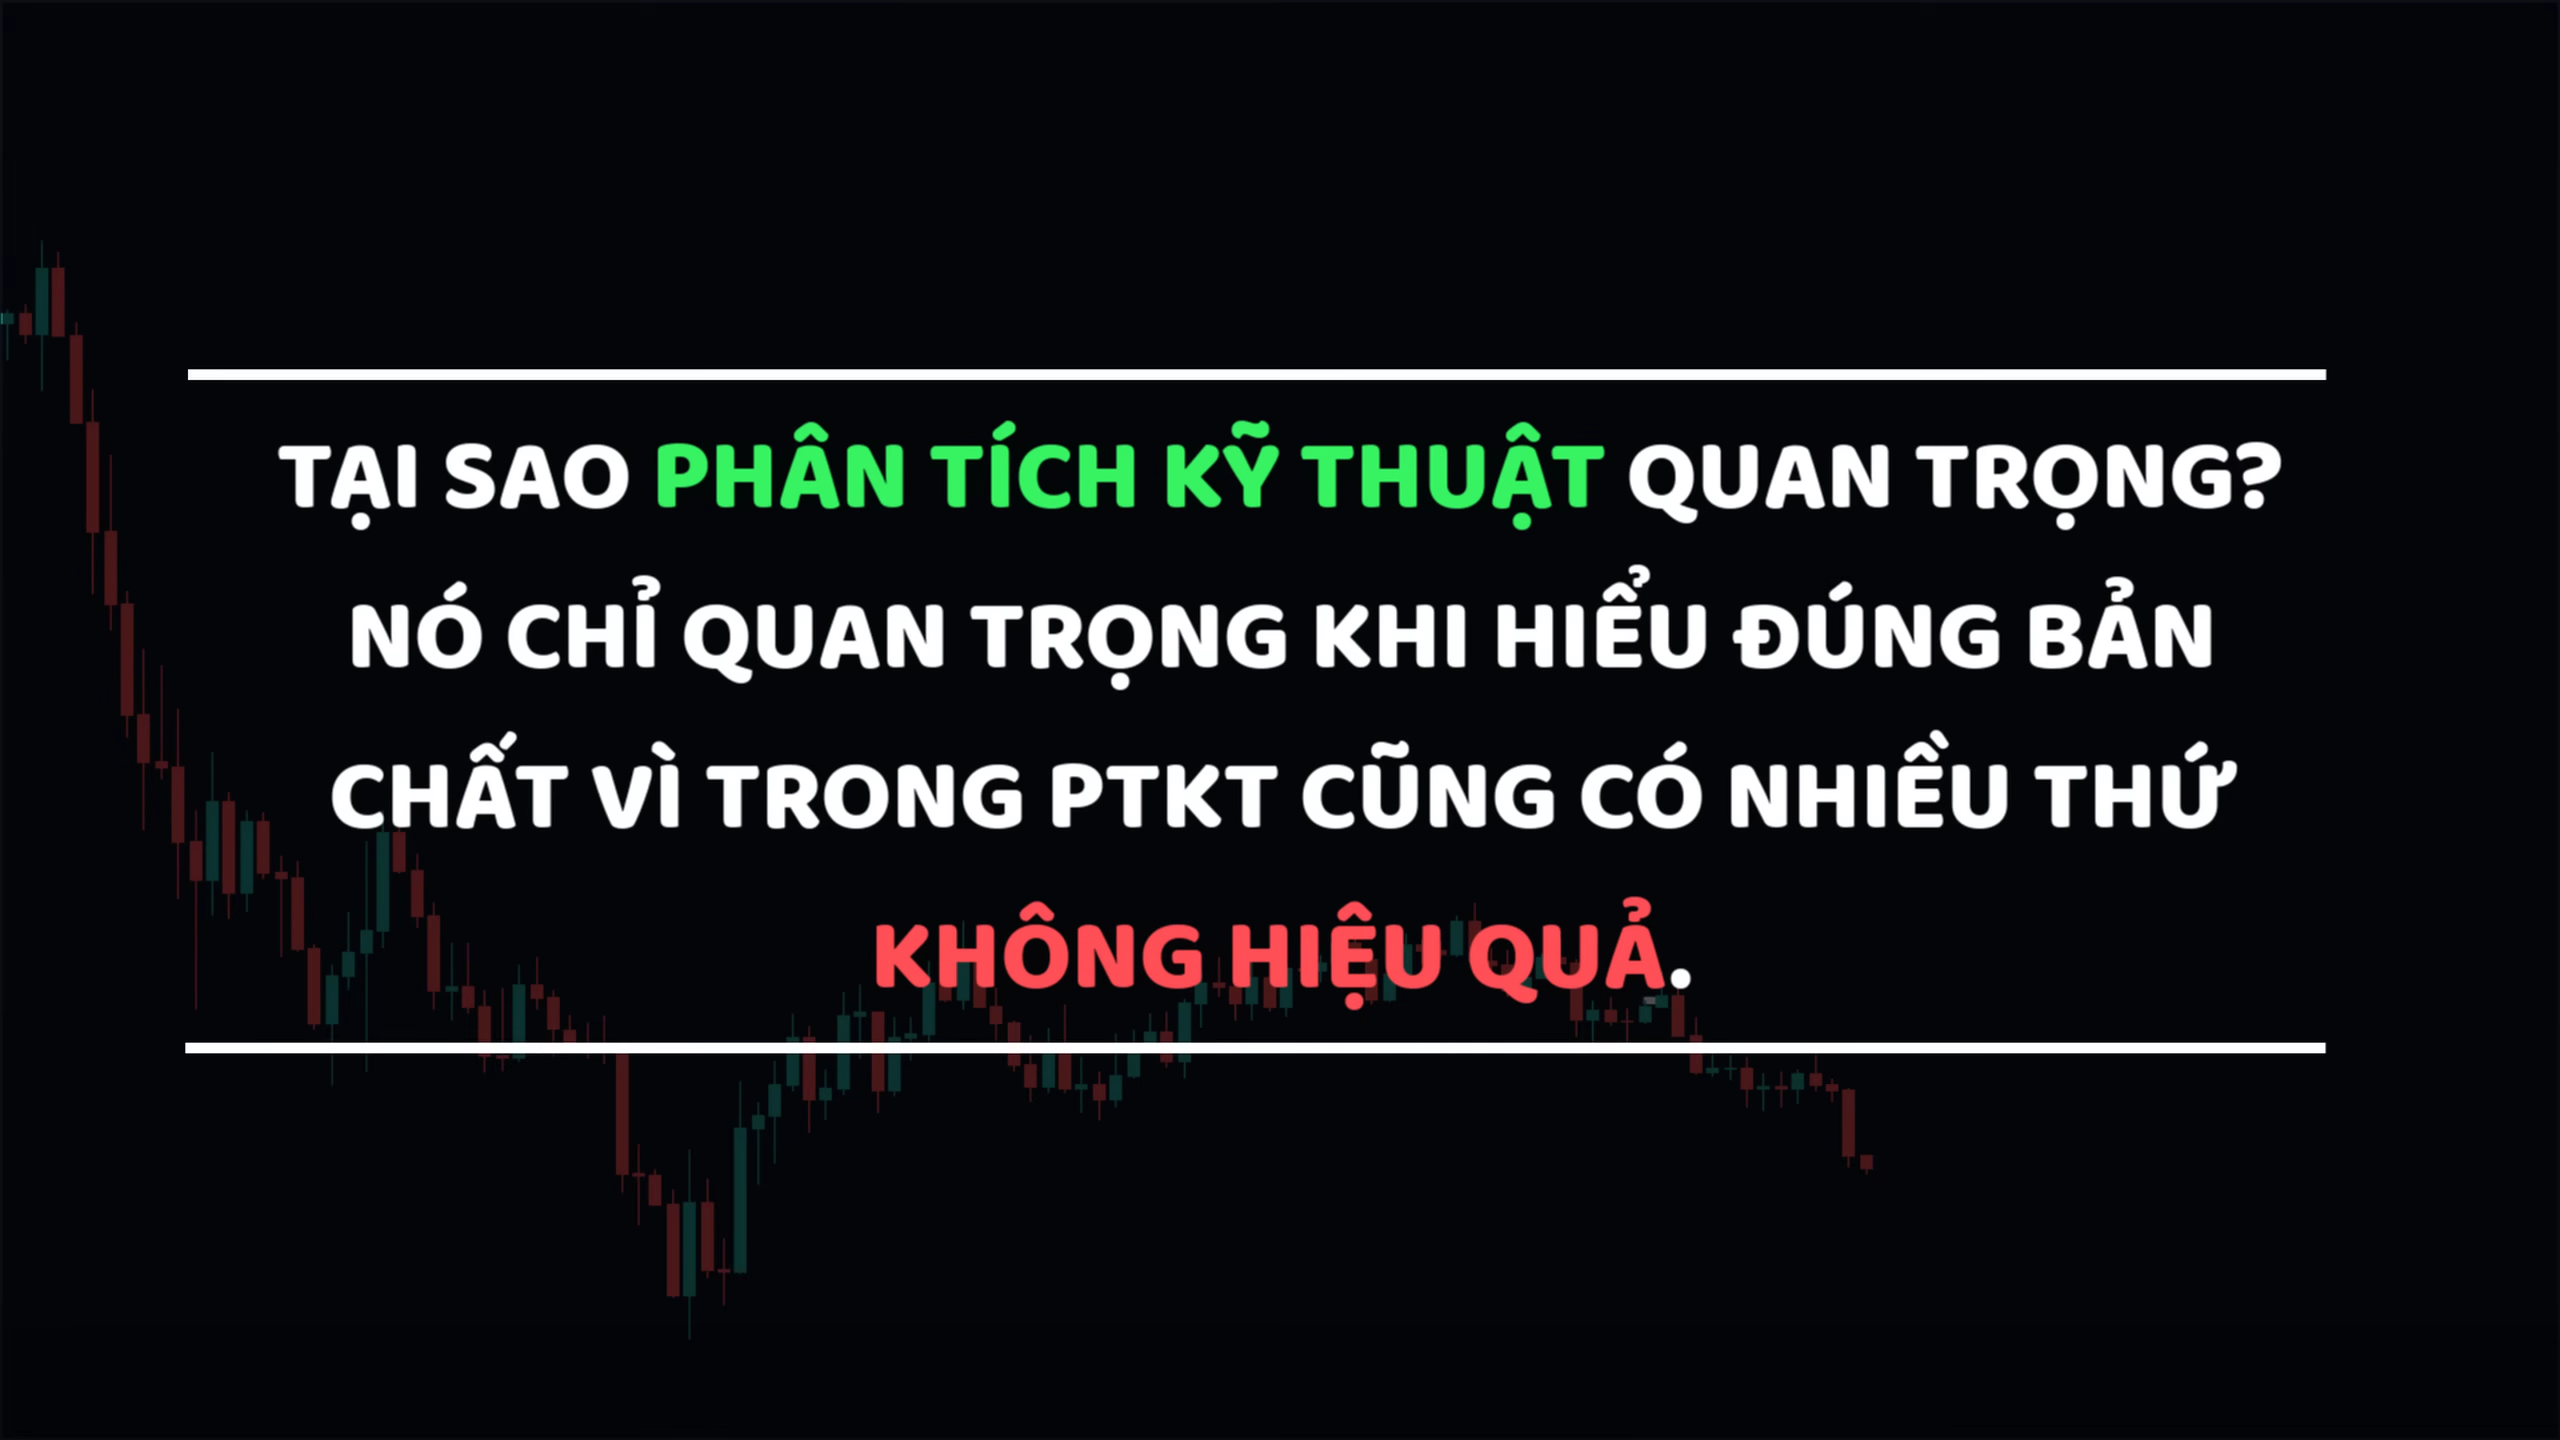 TẠI SAO PHÂN TÍCH KỸ THUẬT QUAN TRỌNG?
NÓ CHỈ QUAN TRỌNG KHI HIỂU ĐÚNG BẢN
CHẤT VÌ TRONG PTKT CŨNG CÓ NHIỀU THỨ
KHÔNG HIỆU QUẢ.